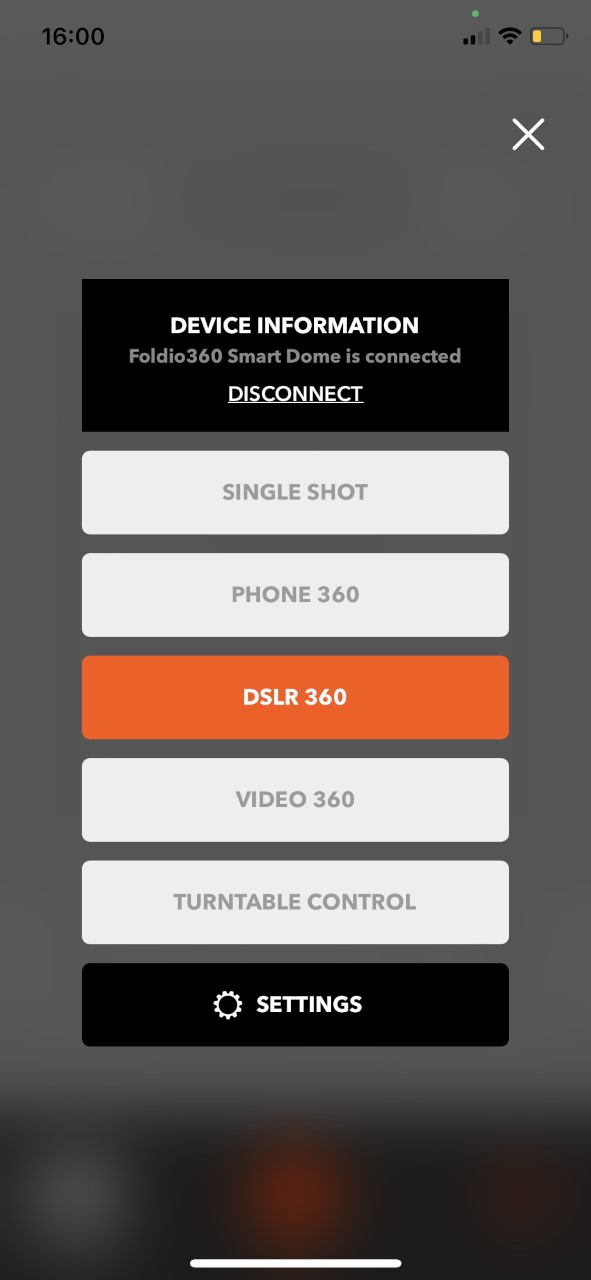 16:00
DEVICE INFORMATION
Foldio360 Smart Dome is connected
DISCONNECT
SINGLE SHOT
PHONE 360
DSLR 360
VIDEO 360
TURNTABLE CONTROL
SETTINGS